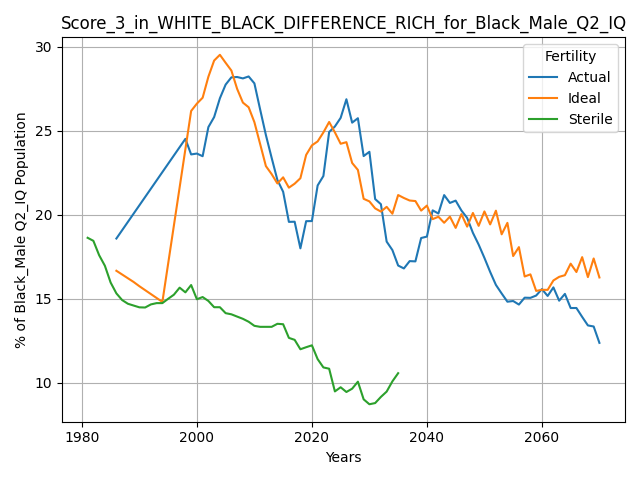 Score_3_in_WHITE_BLACK_DIFFERENCE_RICH_for_Black_Male_Q2_IQ
% of Black_Male Q2_IQ Population
30
25
20
15
10
Fertility
Actual
Ideal
Sterile
1980
2000
2020
2040
2060
Years